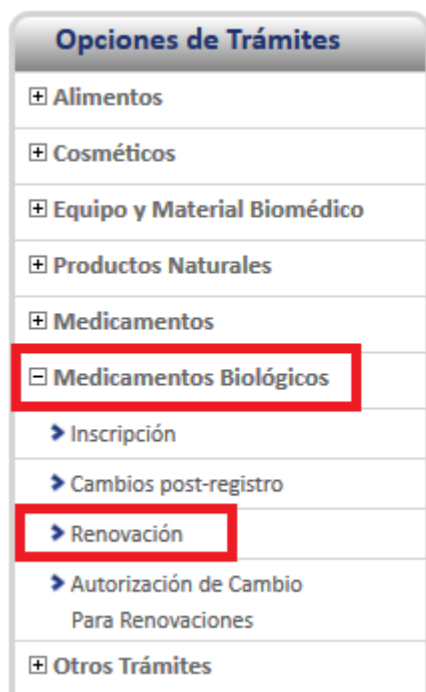 Opciones de Trámites
Alimentos
Cosméticos
Equipo y Material Biomédico
Productos Naturales
Medicamentos
Medicamentos Biológicos
Inscripción
Cambios post-registro
Renovación
Autorización de Cambio
Para Renovaciones
Otros Trámites